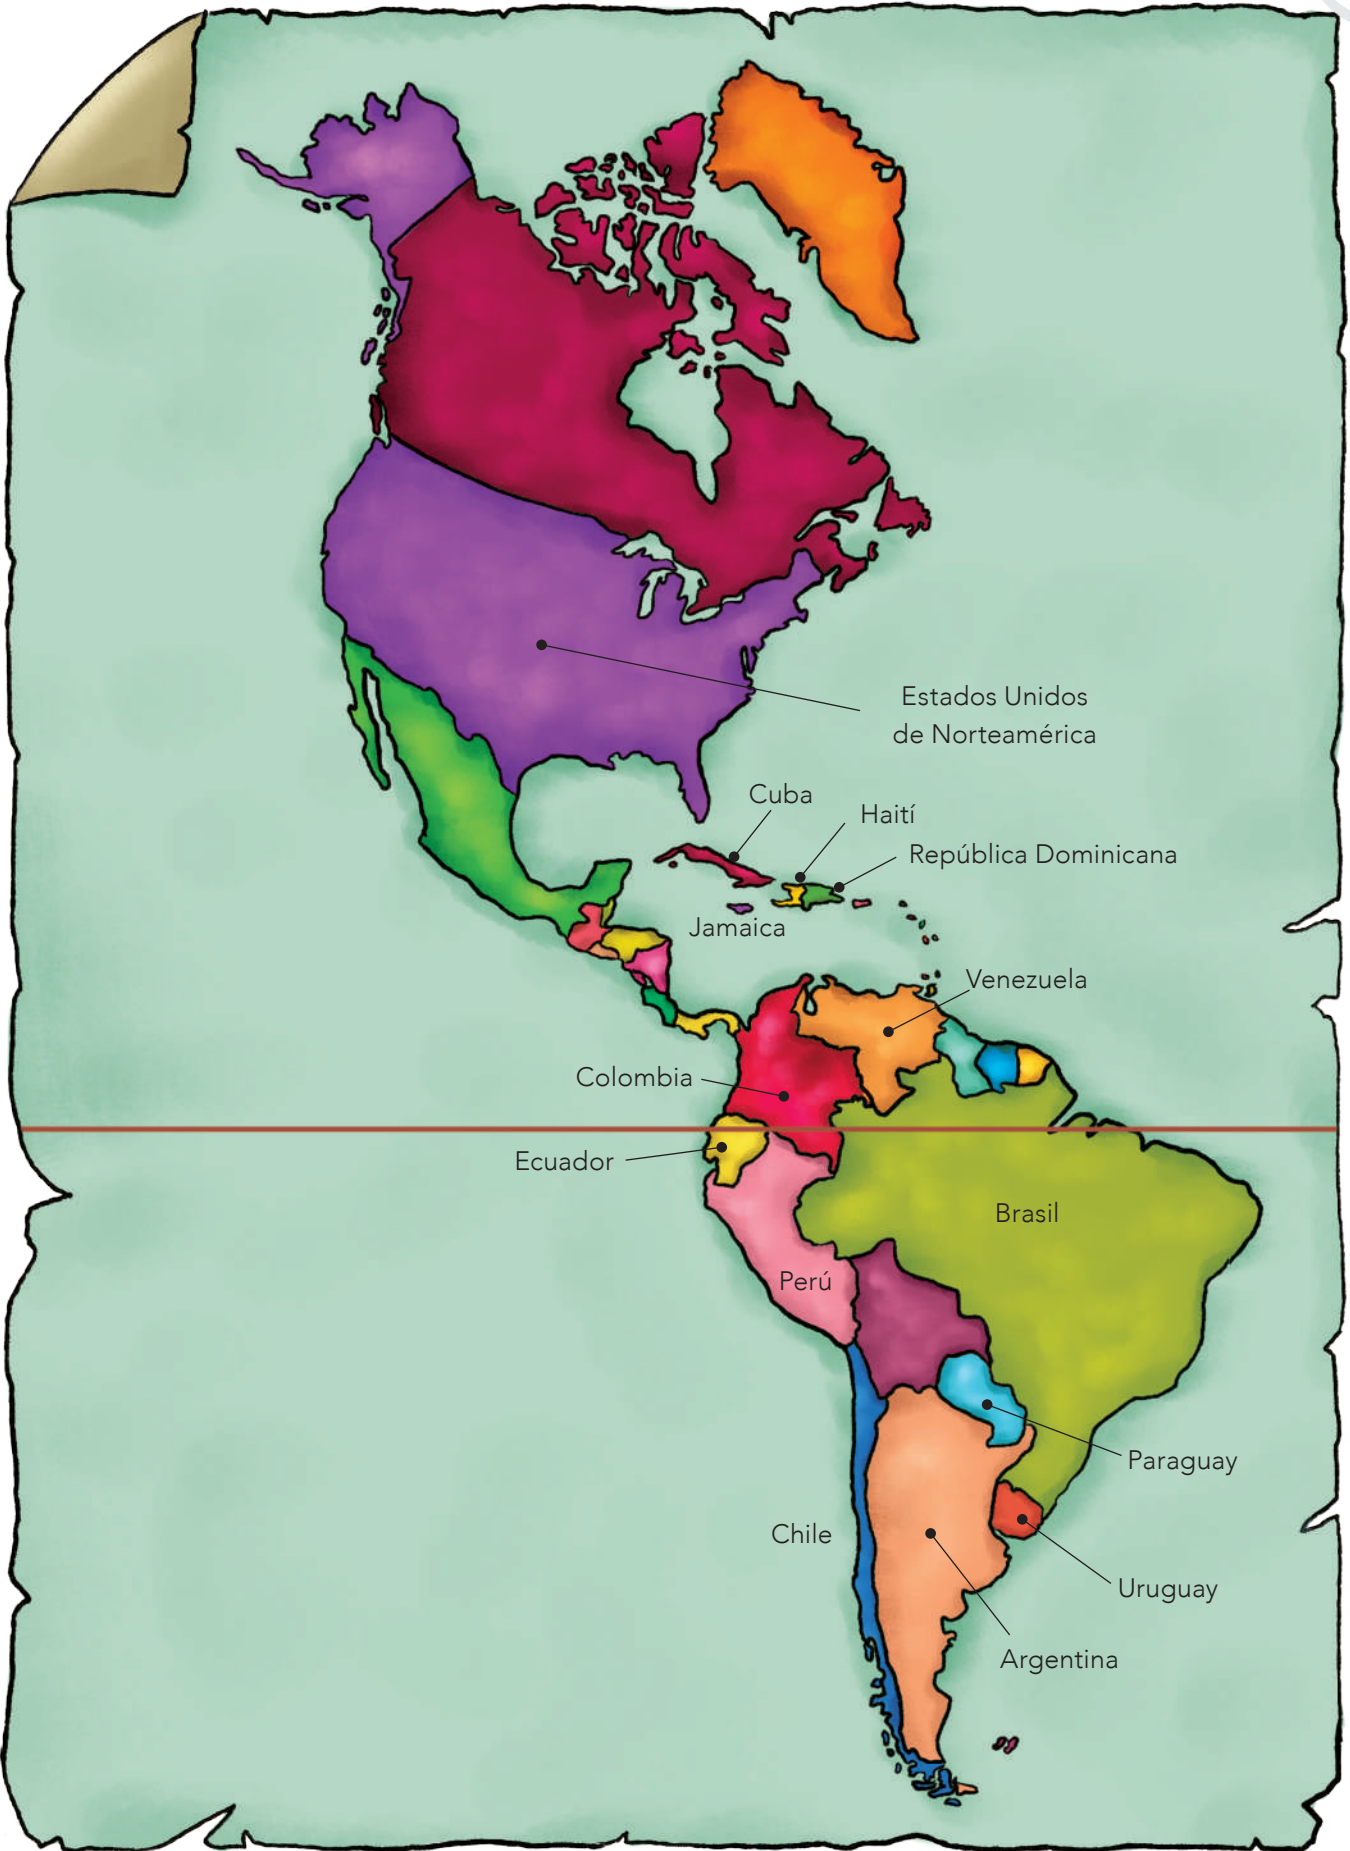 Estados Unidos
de Norteamérica
Cuba
Haití
República Dominicana
Jamaica
Venezuela
Colombia
Ecuador
Brasil
Perú
Paraguay
Chile
Uruguay
Argentina